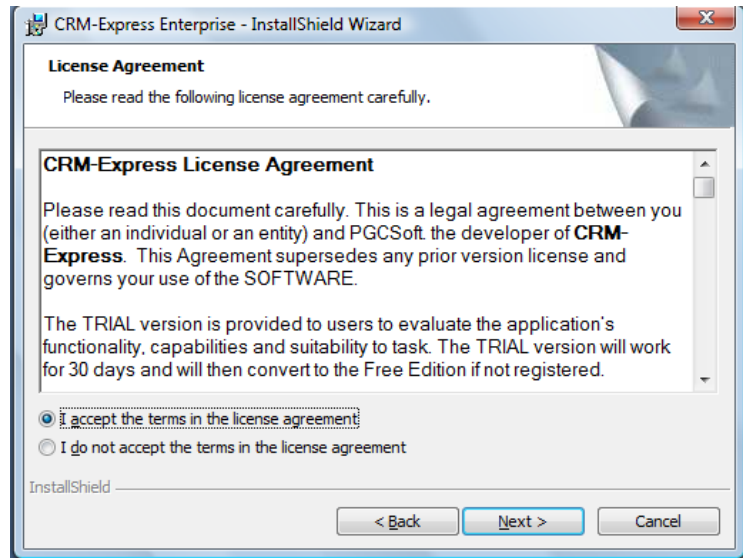 CRM-Express Enterprise - InstallShield Wizard
License Agreement
Please read the following license agreement carefully.
CRM-Express License Agreement
Please read this document carefully. This is a legal agreement between you
(either an individual or an entity) and PGCSoft. the developer of CRM-
Express. This Agreement supersedes any prior version license and
governs your use of the SOFTWARE.
The TRIAL version is provided to users to evaluate the application's
functionality, capabilities and suitability to task. The TRIAL version will work
for 30 days and will then convert to the Free Edition if not registered.
I accept the terms in the license agreement
I do not accept the terms in the license agreement
InstallShield
< Back Next > Cancel